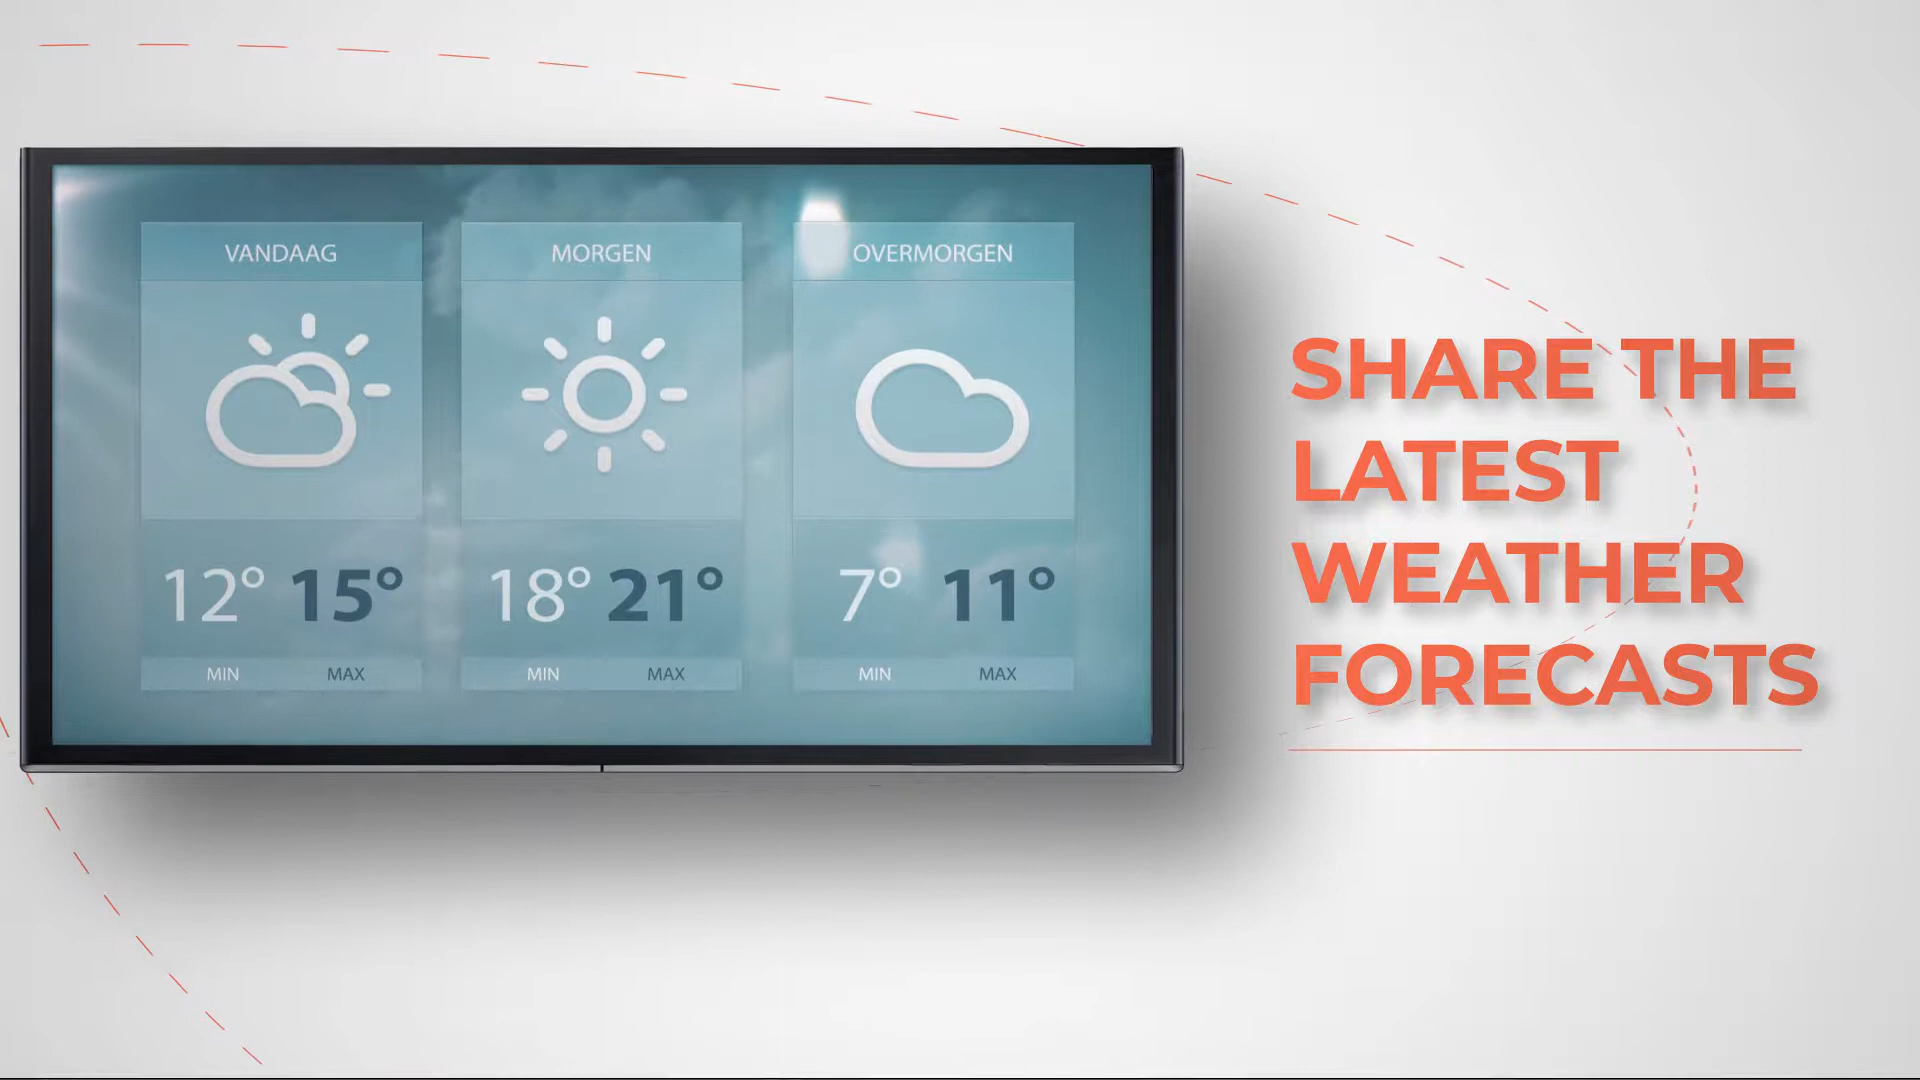 VANDAAG
MORGEN
OVERMORGEN
12° 15°
18° 21°
7° 11°
MIN MAX
MIN MAX
MIN MAX
SHARE THE
LATEST
WEATHER
FORECASTS